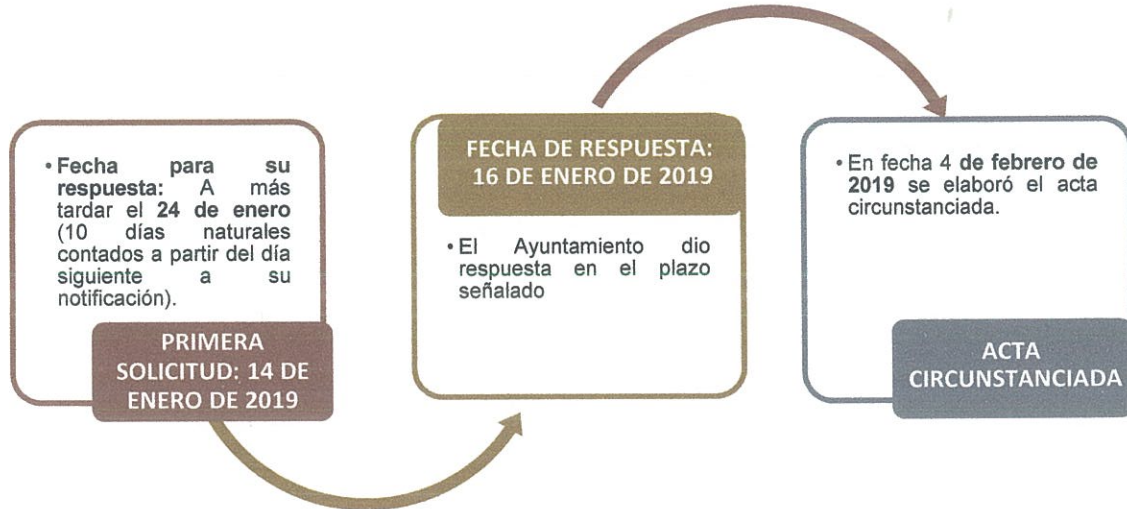 • Fecha para su
respuesta: A más
tardar el 24 de enero
(10 días naturales
contados a partir del día
siguiente a su
notificación).
PRIMERA
SOLICITUD: 14 DE
ENERO DE 2019
FECHA DE RESPUESTA:
16 DE ENERO DE 2019
• El Ayuntamiento dio
respuesta en el plazo
señalado
• En fecha 4 de febrero de
2019 se elaboró el acta
circunstanciada.
ACTA
CIRCUNSTANCIADA